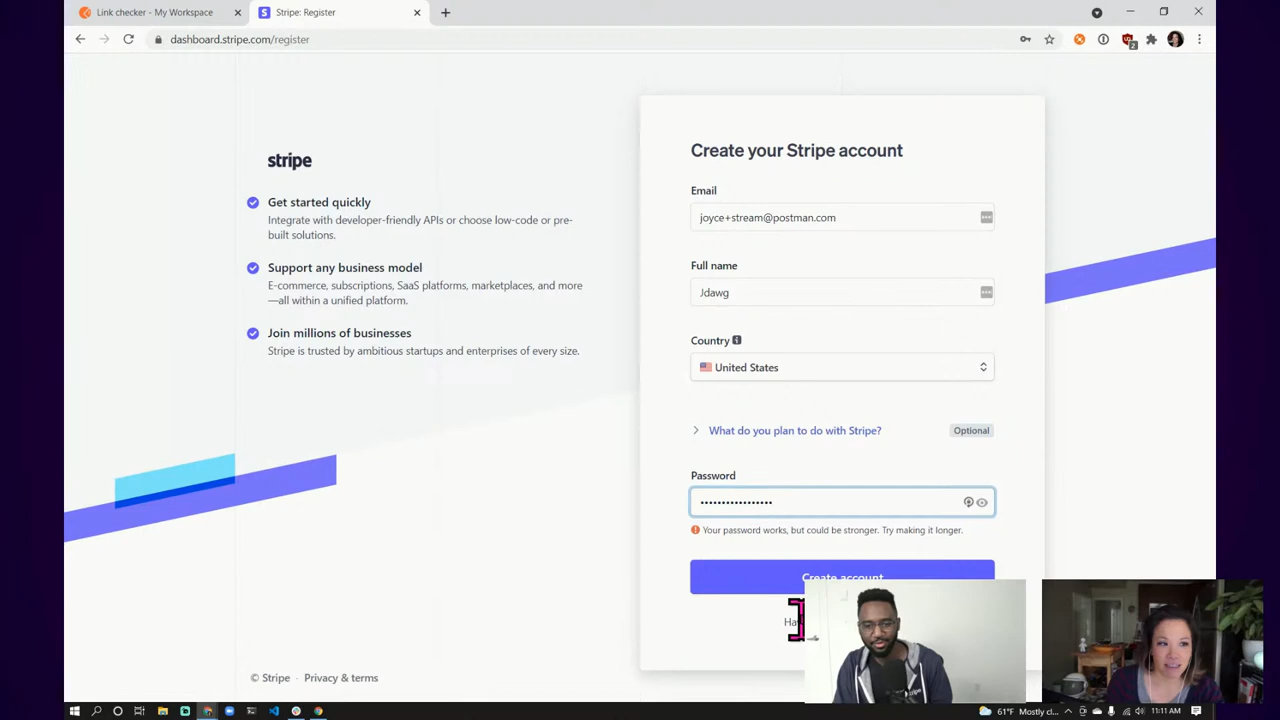 Link checker - My Workspace
Stripe: Register
dashboard.stripe.com/register
2
stripe
Get started quickly
Integrate with developer-friendly APIs or choose low-code or pre-
built solutions.
Support any business model
E-commerce, subscriptions, SaaS platforms, marketplaces, and more
—all within a unified platform.
Join millions of businesses
Stripe is trusted by ambitious startups and enterprises of every size.
© Stripe · Privacy & terms
Create your Stripe account
Email
joyce+stream@postman.com
Full name
Jdawg
Country
United States
What do you plan to do with Stripe?
Optional
Password
•••••••••••••••••
Your password works, but could be stronger. Try making it longer.
Create account
61°F Mostly cl...
11:11 AM